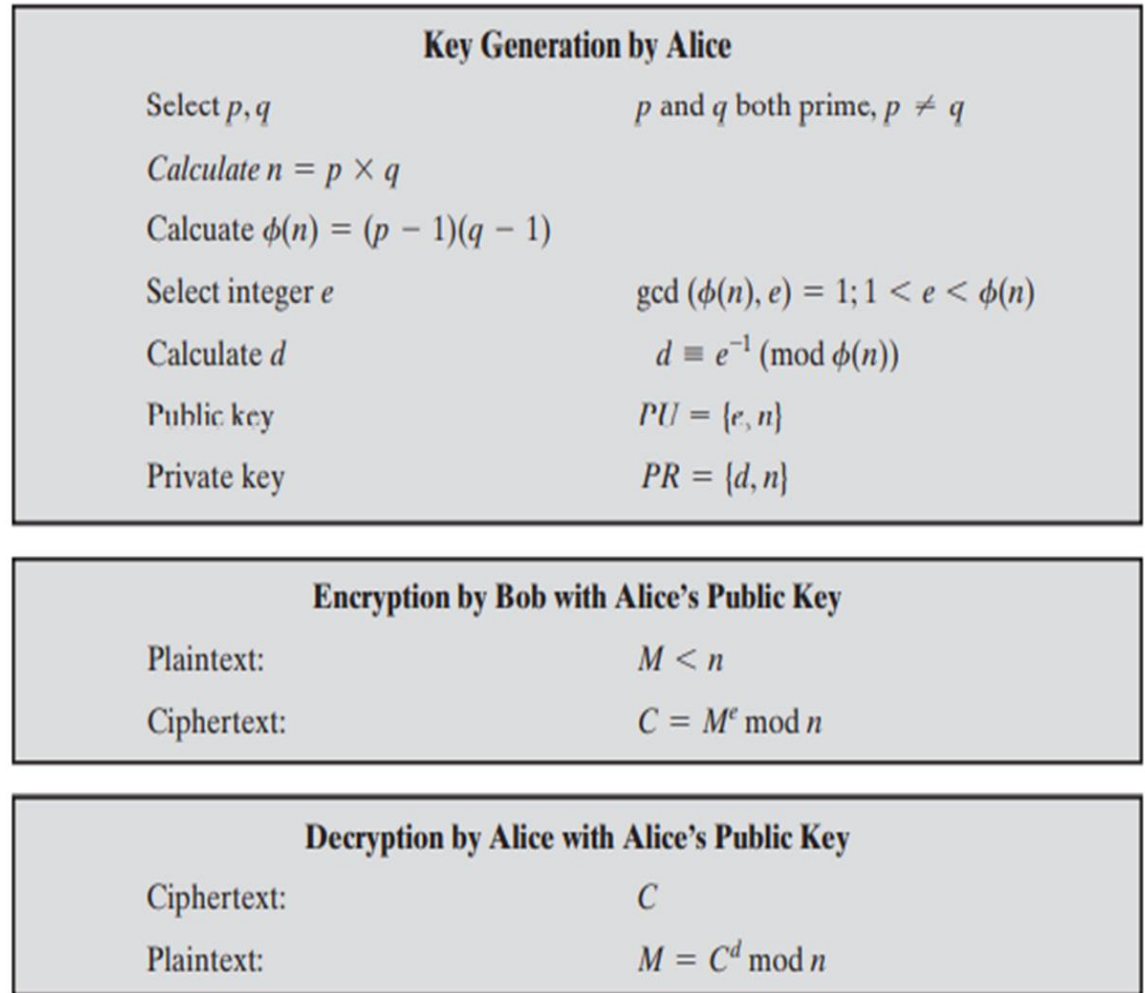 Key Generation by Alice
Select p, q p and q both prime, p ≠ q
Calculate n = p × q
Calcuate ϕ(n) = (p − 1)(q − 1)
Select integer e gcd (ϕ(n), e) = 1; 1 < e < ϕ(n)
Calculate d d ≡ e⁻¹ (mod ϕ(n))
Public key PU = {e, n}
Private key PR = {d, n}
Encryption by Bob with Alice's Public Key
Plaintext: M < n
Ciphertext: C = Mᵉ mod n
Decryption by Alice with Alice's Public Key
Ciphertext: C
Plaintext: M = Cᵈ mod n